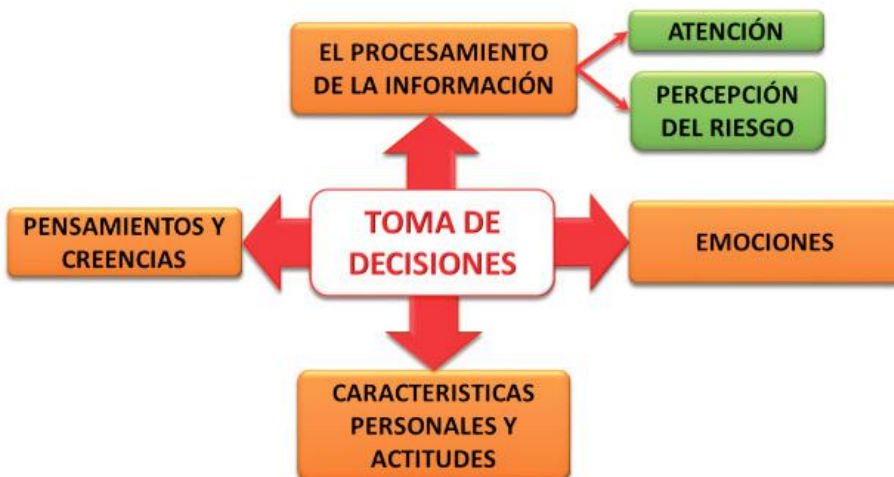 EL PROCESAMIENTO
DE LA INFORMACIÓN
ATENCIÓN
PERCEPCIÓN
DEL RIESGO
PENSAMIENTOS Y
CREENCIAS
TOMA DE
DECISIONES
EMOCIONES
CARACTERISTICAS
PERSONALES Y
ACTITUDES